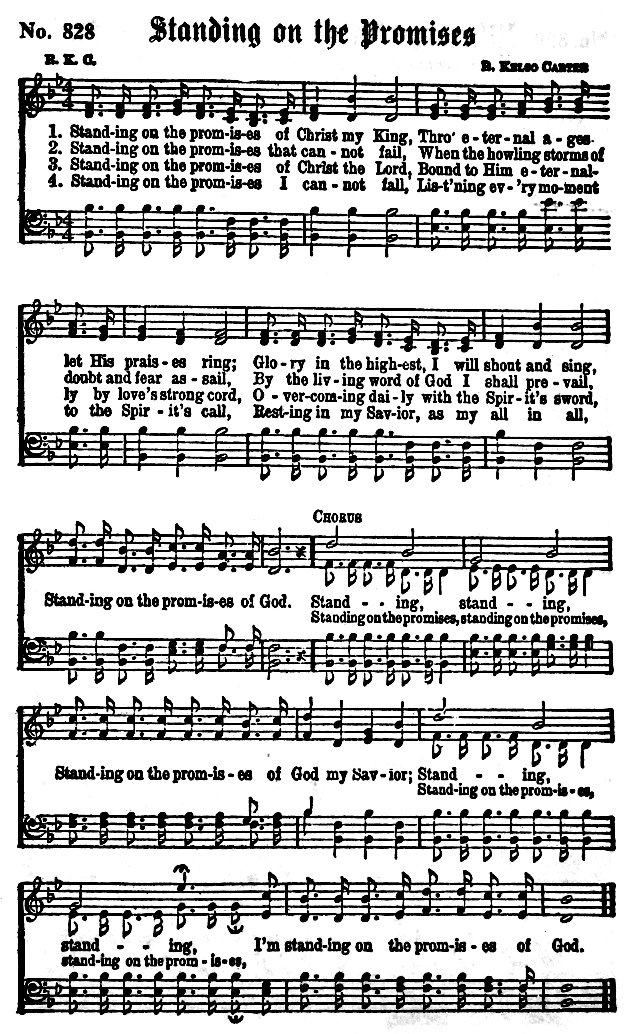 No. 328
Standing on the Promises
R. K. C.
R. Kelso Carter
1. Stand-ing on the prom-is-es of Christ my King, Thro' e-ter-nal a-ges
2. Stand-ing on the prom-is-es that can-not fail, When the howling storms of
3. Stand-ing on the prom-is-es of Christ the Lord, Bound to Him e-ter-nal-
4. Stand-ing on the prom-is-es I can-not fall, Lis-t'ning ev-'ry mo-ment
let His prais-es ring; Glo-ry in the high-est, I will shout and sing,
doubt and fear as-sail, By the liv-ing word of God I shall pre-vail,
ly by love's strong cord, O-ver-com-ing dai-ly with the Spir-it's sword,
to the Spir-it's call, Rest-ing in my Sav-ior, as my all in all,
Chorus
Stand-ing on the prom-is-es of God. Stand - - ing, stand - - ing,
Standing on the promises, standing on the promises,
Stand-ing on the prom-is-es of God my Sav-ior; Stand - - ing,
Stand-ing on the prom-is-es,
stand - - ing, I'm stand-ing on the prom-is-es of God.
stand-ing on the prom-is-es,